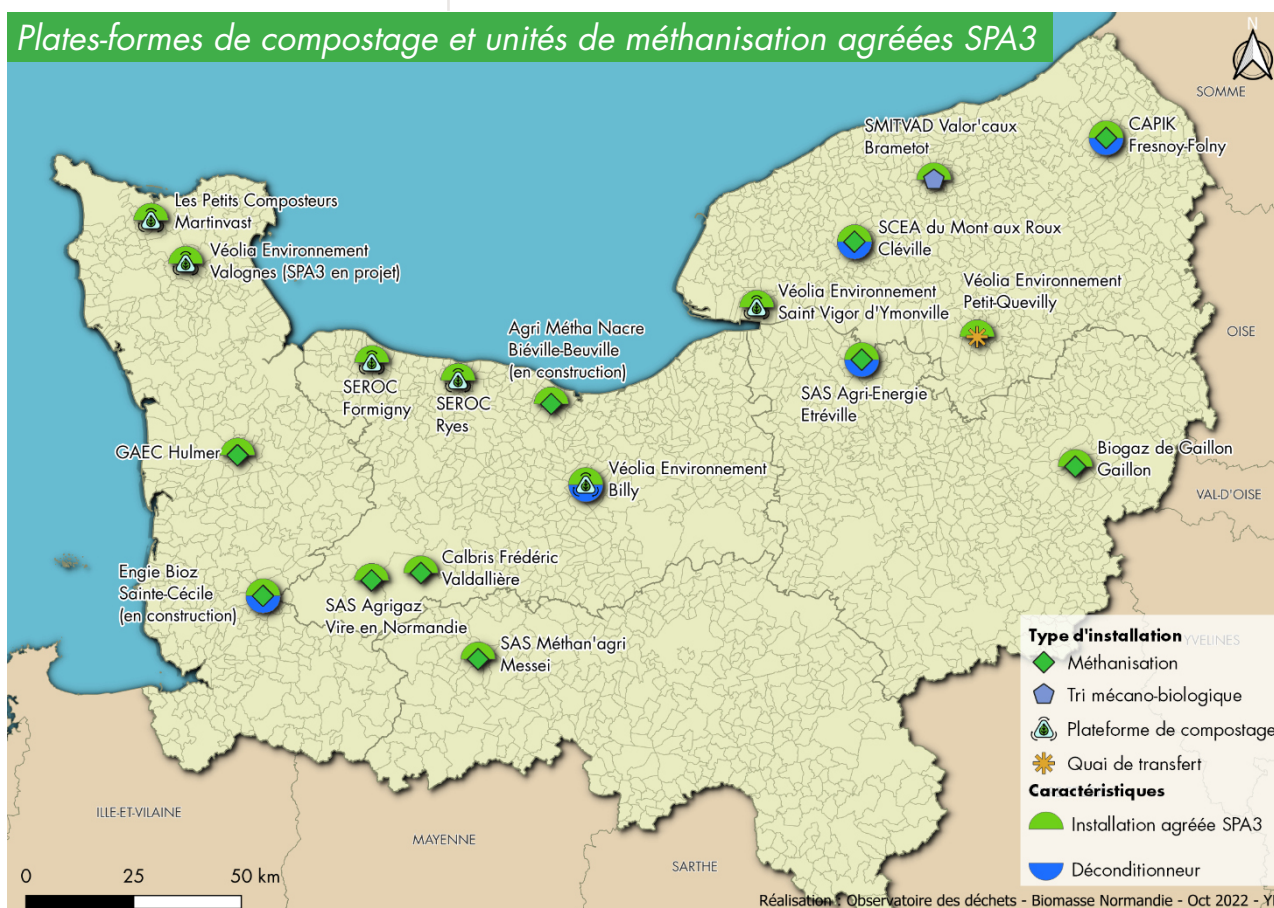 Plates-formes de compostage et unités de méthanisation agréées SPA3
N
SOMME
SMITVAD Valor'caux
Brametot
CAPIK
Fresnoy-Folny
Les Petits Composteurs
Martinvast
Véolia Environnement
Valognes (SPA3 en projet)
SCEA du Mont aux Roux
Cléville
Véolia Environnement
Petit-Quevilly
Véolia Environnement
Saint Vigor d'Ymonville
OISE
Agri Métha Nacre
Biéville-Beuville
(en construction)
SEROC
Formigny
SEROC
Ryes
SAS Agri-Energie
Etréville
GAEC Hulmer
Biogaz de Gaillon
Gaillon
Véolia Environnement
Billy
VAL-D'OISE
Engie Bioz
Sainte-Cécile
(en construction)
Calbris Frédéric
Valdallière
SAS Agrigaz
Vire en Normandie
SAS Méthan'agri
Messei
YVELINES
Type d'installation
Méthanisation
Tri mécano-biologique
Plateforme de compostage
Quai de transfert
Caractéristiques
Installation agréée SPA3
Déconditionneur
ILLE-ET-VILAINE
MAYENNE
SARTHE
0 25 50 km
Réalisation : Observatoire des déchets - Biomasse Normandie - Oct 2022 -